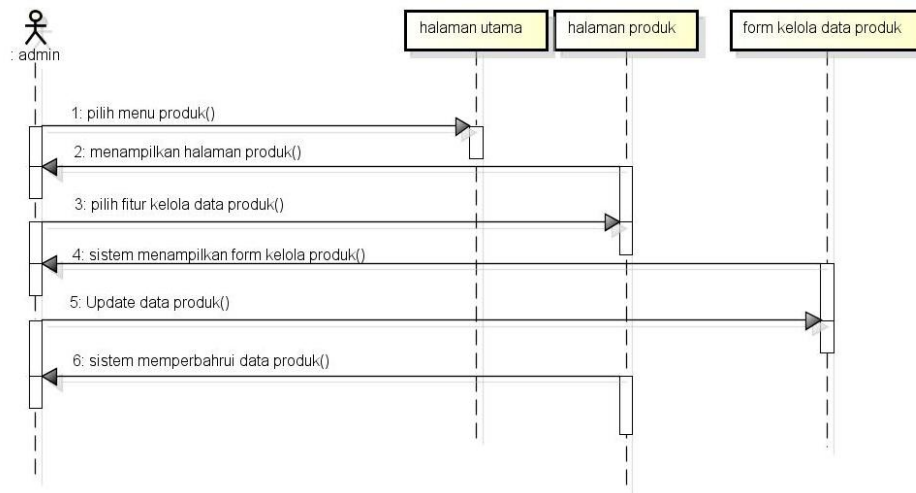 halaman utama
halaman produk
form kelola data produk
: admin
1: pilih menu produk()
2: menampilkan halaman produk()
3: pilih fitur kelola data produk()
4: sistem menampilkan form kelola produk()
5: Update data produk()
6: sistem memperbahrui data produk()